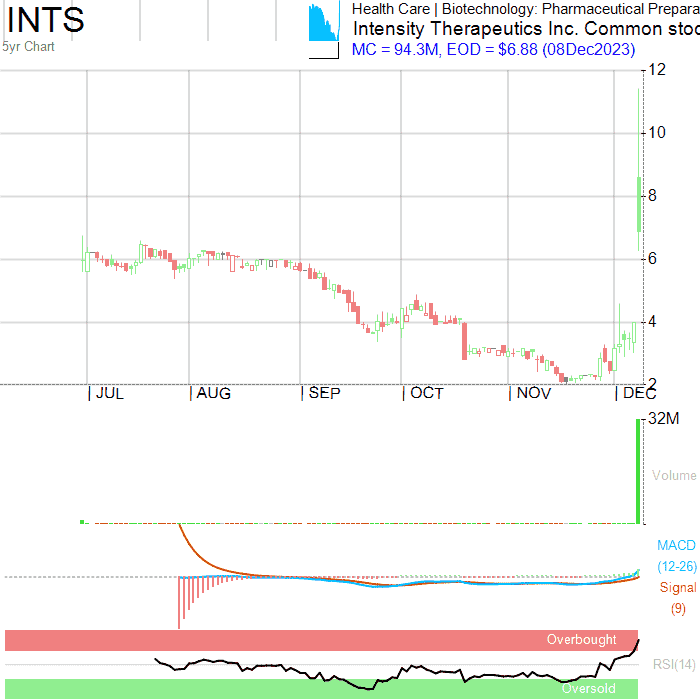 INTS
5yr Chart
Health Care | Biotechnology: Pharmaceutical Prepara
Intensity Therapeutics Inc. Common stoc
MC = 94.3M, EOD = $6.88 (08Dec2023)
12
10
8
6
4
2
JUL AUG SEP OCT NOV DEC
32M
Volume
MACD
(12-26)
Signal
(9)
Overbought
RSI(14)
Oversold